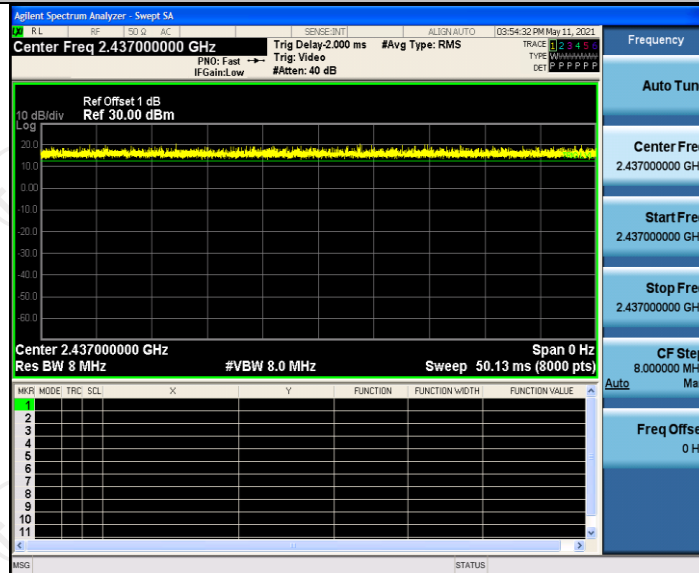 Agilent Spectrum Analyzer - Swept SA
RL RF 50 Ω AC SENSE:INT ALIGN AUTO 03:54:32 PM May 11, 2021
Center Freq 2.437000000 GHz
PNO: Fast
IFGain:Low
Trig Delay-2.000 ms
Trig: Video
#Atten: 40 dB
#Avg Type: RMS
TRACE 1 2 3 4 5 6
TYPE
DET P P P P P P
Ref Offset 1 dB
10 dB/div Ref 30.00 dBm
Log
20.0
10.0
0.00
-10.0
-20.0
-30.0
-40.0
-50.0
-60.0
Center 2.437000000 GHz Span 0 Hz
Res BW 8 MHz #VBW 8.0 MHz Sweep 50.13 ms (8000 pts)
MKR MODE TRC SCL X Y FUNCTION FUNCTION WIDTH FUNCTION VALUE
1
2
3
4
5
6
7
8
9
10
11
MSG STATUS
Frequency
Auto Tun
Center Fre
2.437000000 GH
Start Fre
2.437000000 GH
Stop Fre
2.437000000 GH
CF Ste
8.000000 MH
Auto Ma
Freq Offse
0 H